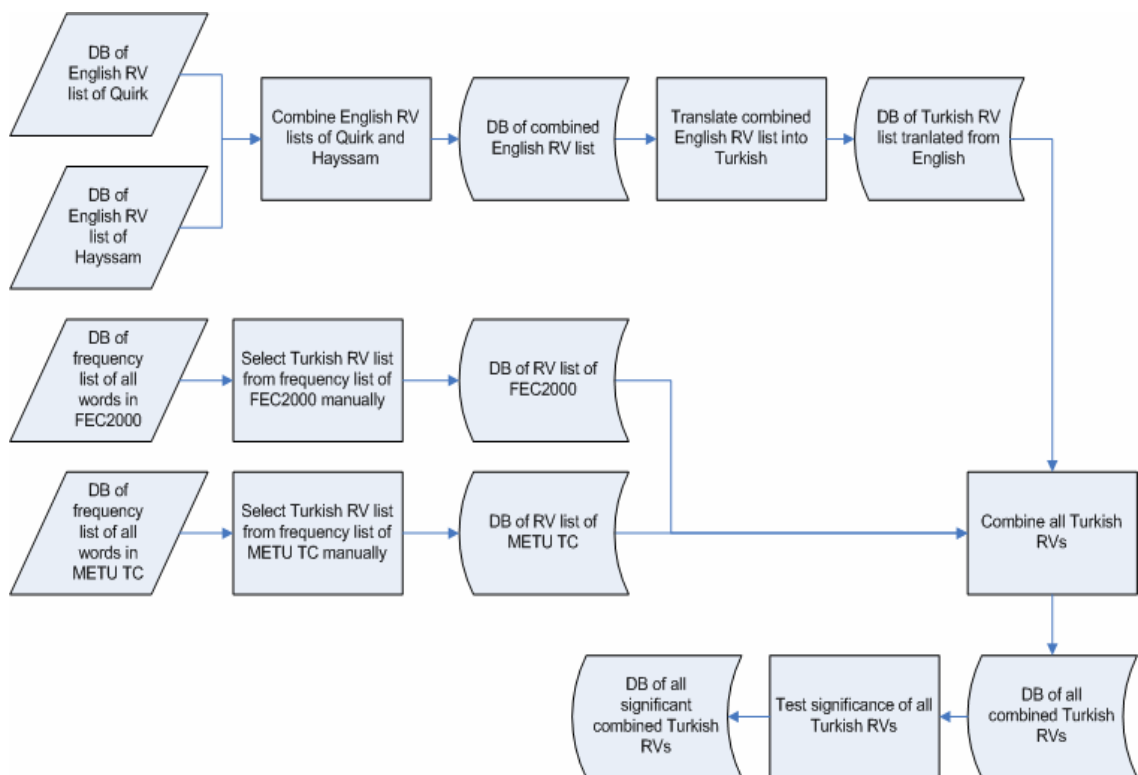 DB of
English RV
list of Quirk
Combine English RV
lists of Quirk and
Hayssam
DB of combined
English RV list
Translate combined
English RV list into
Turkish
DB of Turkish RV
list tranlated from
English
DB of
English RV
list of
Hayssam
DB of
frequency
list of all
words in
FEC2000
Select Turkish RV list
from frequency list of
FEC2000 manually
DB of RV list of
FEC2000
DB of
frequency
list of all
words in
METU TC
Select Turkish RV list
from frequency list of
METU TC manually
DB of RV list of
METU TC
Combine all Turkish
RVs
DB of all
significant
combined Turkish
RVs
Test significance of all
Turkish RVs
DB of all
combined Turkish
RVs